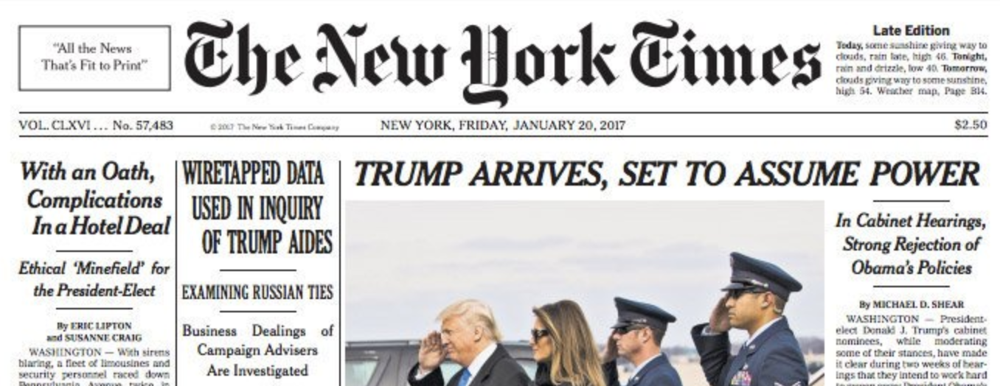 "All the News
That's Fit to Print"
The New York Times
Late Edition
Today, some sunshine giving way to
clouds, rain late, high 46. Tonight,
rain and drizzle, low 40. Tomorrow,
clouds giving way to some sunshine,
high 54. Weather map, Page B14.
VOL. CLXVI . . . No. 57,483
© 2017 The New York Times Company
NEW YORK, FRIDAY, JANUARY 20, 2017
$2.50
With an Oath,
Complications
In a Hotel Deal
Ethical 'Minefield' for
the President-Elect
By ERIC LIPTON
and SUSANNE CRAIG
WASHINGTON — With sirens
blaring, a fleet of limousines and
security personnel raced down
Pennsylvania Avenue twice in
WIRETAPPED DATA
USED IN INQUIRY
OF TRUMP AIDES
EXAMINING RUSSIAN TIES
Business Dealings of
Campaign Advisers
Are Investigated
TRUMP ARRIVES, SET TO ASSUME POWER
In Cabinet Hearings,
Strong Rejection of
Obama's Policies
By MICHAEL D. SHEAR
WASHINGTON — President-
elect Donald J. Trump's cabinet
nominees, while moderating
some of their stances, have made
it clear during two weeks of hear-
ings that they intend to work hard